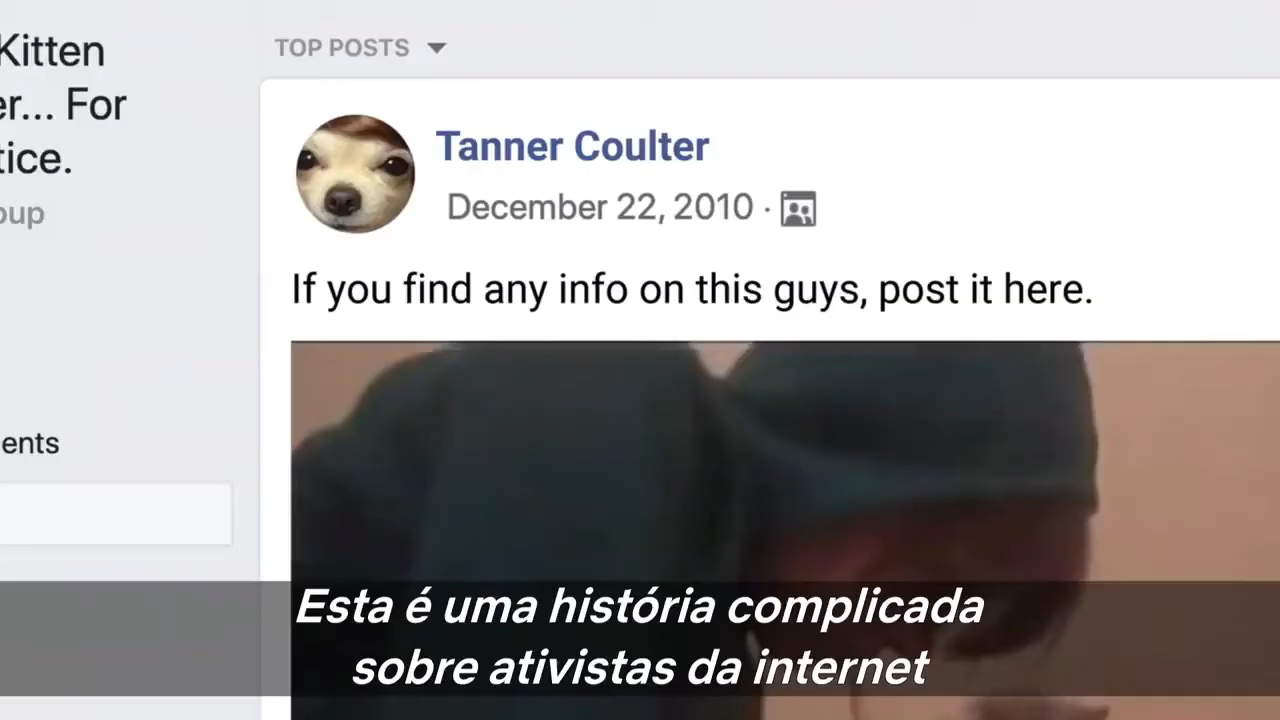 Kitten
er... For
tice.
oup
ents
TOP POSTS
Tanner Coulter
December 22, 2010 ·
If you find any info on this guys, post it here.
Esta é uma história complicada
sobre ativistas da internet